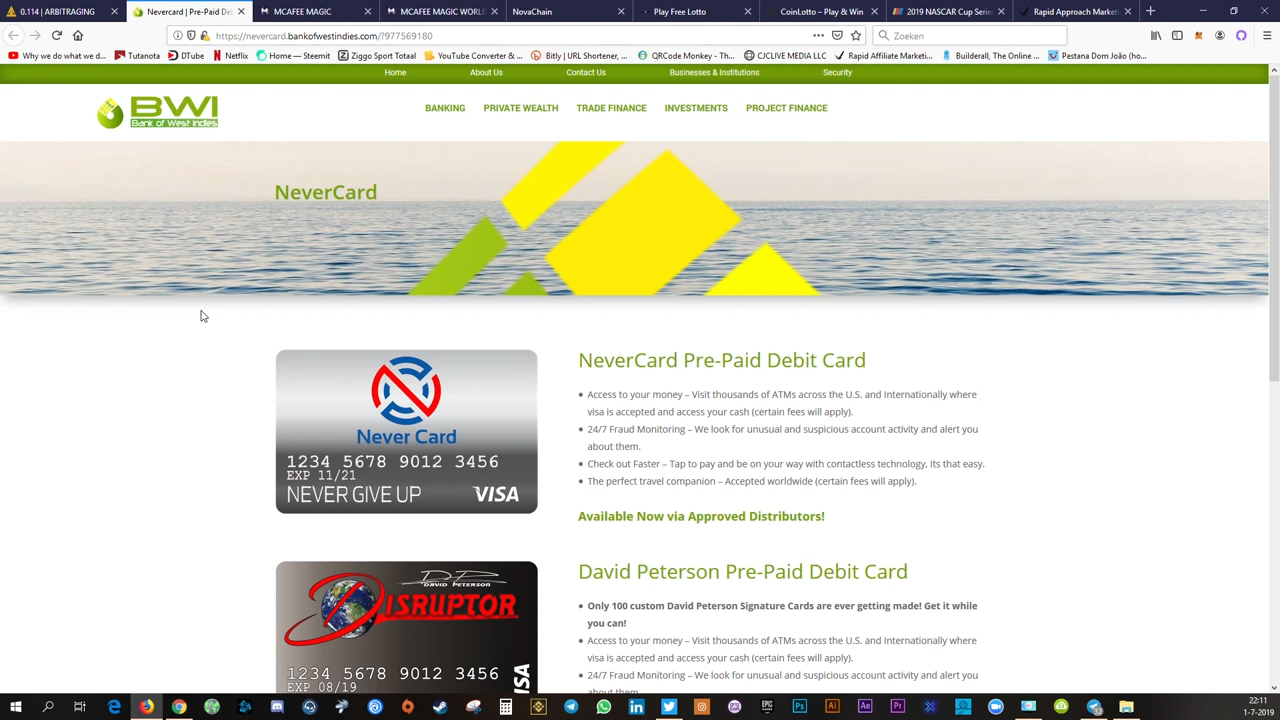 0.114 | ARBITRAGING
Nevercard | Pre-Paid De
MCAFEE MAGIC
MCAFEE MAGIC WORLD
NovaChain
Play Free Lotto
CoinLotto – Play & Win
2019 NASCAR Cup Series
Rapid Approach Marketi
https://nevercard.bankofwestindies.com/?977569180
Zoeken
Why we do what we d...
Tutanota
DTube
Netflix
Home — Steemit
Ziggo Sport Totaal
YouTube Converter & ...
Bitly | URL Shortener, ...
QRCode Monkey - Th...
CJCLIVE MEDIA LLC
Rapid Affiliate Marketi...
Builderall, The Online ...
Pestana Dom João (ho...
Home
About Us
Contact Us
Businesses & Institutions
Security
BWI
Bank of West Indies
BANKING
PRIVATE WEALTH
TRADE FINANCE
INVESTMENTS
PROJECT FINANCE
NeverCard
Never Card
1234 5678 9012 3456
EXP 11/21
NEVER GIVE UP
VISA
NeverCard Pre-Paid Debit Card
Access to your money – Visit thousands of ATMs across the U.S. and Internationally where
visa is accepted and access your cash (certain fees will apply).
24/7 Fraud Monitoring – We look for unusual and suspicious account activity and alert you
about them.
Check out Faster – Tap to pay and be on your way with contactless technology, Its that easy.
The perfect travel companion – Accepted worldwide (certain fees will apply).
Available Now via Approved Distributors!
David Peterson
DISRUPTOR
1234 5678 9012 3456
EXP 08/19
VISA
David Peterson Pre-Paid Debit Card
Only 100 custom David Peterson Signature Cards are ever getting made! Get it while
you can!
Access to your money – Visit thousands of ATMs across the U.S. and Internationally where
visa is accepted and access your cash (certain fees will apply).
24/7 Fraud Monitoring – We look for unusual and suspicious account activity and alert you
about them.
22:11
1-7-2019